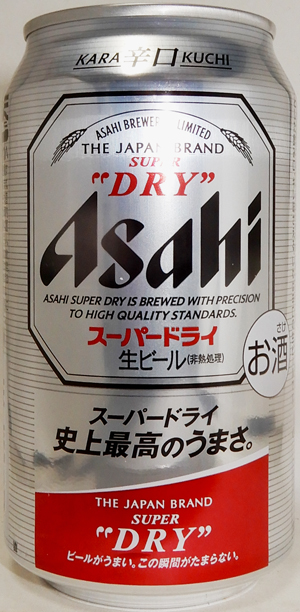 KARA 辛口 KUCHI
ASAHI BREWERIES LIMITED
THE JAPAN BRAND
SUPER
"DRY"
Asahi
ASAHI SUPER DRY IS BREWED WITH PRECISION
TO HIGH QUALITY STANDARDS.
スーパードライ
生ビール(非熱処理)
さけ
お酒
スーパードライ
史上最高のうまさ。
THE JAPAN BRAND
SUPER
"DRY"
ビールがうまい。この瞬間がたまらない。